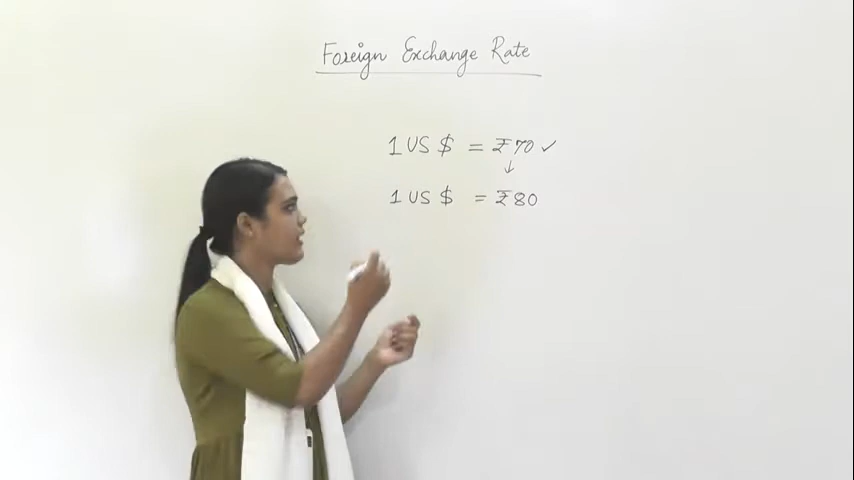 Foreign Exchange Rate
1 US $ = ₹70 ✓
↓
1 US $ = ₹80